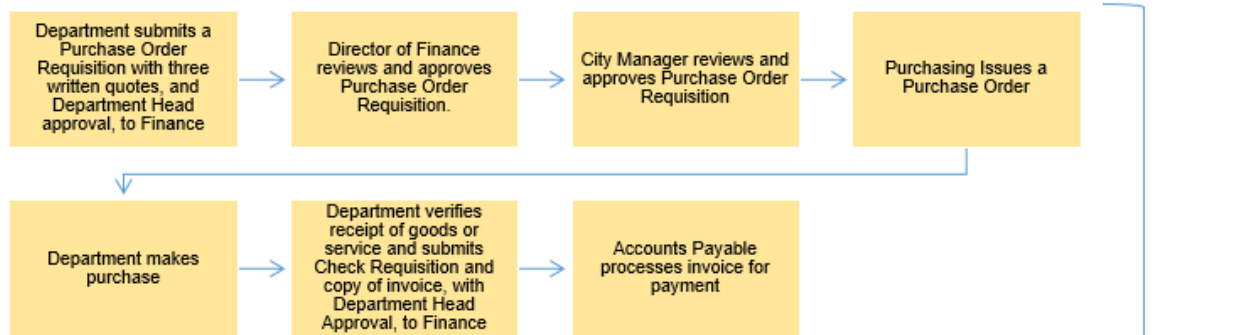 Department submits a
Purchase Order
Requisition with three
written quotes, and
Department Head
approval, to Finance
Director of Finance
reviews and approves
Purchase Order
Requisition.
City Manager reviews and
approves Purchase Order
Requisition
Purchasing Issues a
Purchase Order
Department makes
purchase
Department verifies
receipt of goods or
service and submits
Check Requisition and
copy of invoice, with
Department Head
Approval, to Finance
Accounts Payable
processes invoice for
payment